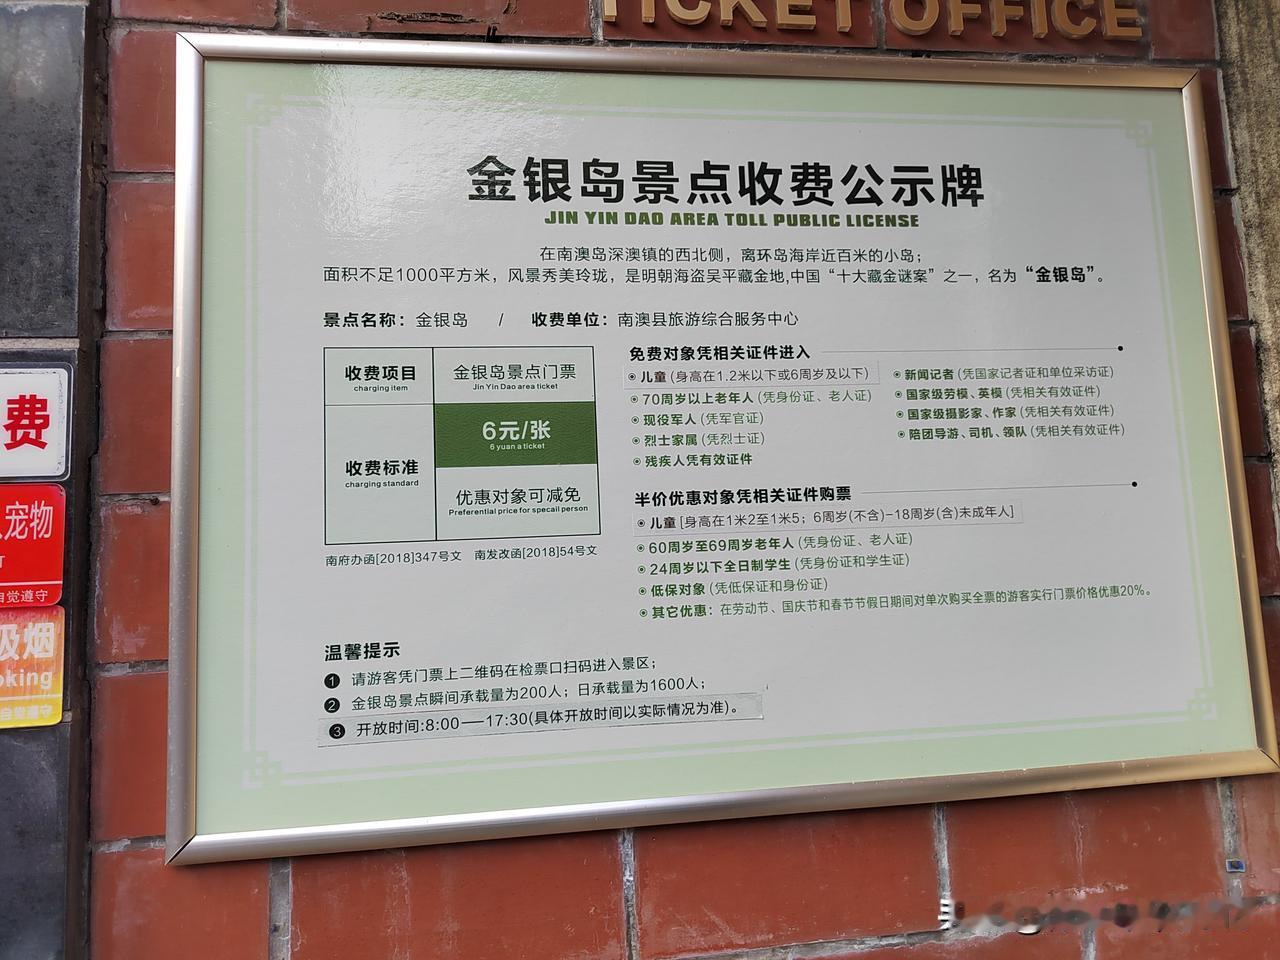 TICKET OFFICE
金银岛景点收费公示牌
JIN YIN DAO AREA TOLL PUBLIC LICENSE
在南澳岛深澳镇的西北侧，离环岛海岸近百米的小岛；
面积不足1000平方米，风景秀美玲珑，是明朝海盗吴平藏金地,中国“十大藏金谜案”之一，名为“金银岛”。
景点名称：金银岛 / 收费单位：南澳县旅游综合服务中心
收费项目
charging item
金银岛景点门票
Jin Yin Dao area ticket
收费标准
charging standard
6元/张
6 yuan a ticket
优惠对象可减免
Preferential price for specail person
南府办函[2018]347号文 南发改函[2018]54号文
免费对象凭相关证件进入
儿童（身高在1.2米以下或6周岁及以下）
70周岁以上老年人（凭身份证、老人证）
现役军人（凭军官证）
烈士家属（凭烈士证）
残疾人凭有效证件
新闻记者（凭国家记者证和单位采访证）
国家级劳模、英模（凭相关有效证件）
国家级摄影家、作家（凭相关有效证件）
陪团导游、司机、领队（凭相关有效证件）
半价优惠对象凭相关证件购票
儿童[身高在1米2至1米5；6周岁(不含)-18周岁(含)未成年人]
60周岁至69周岁老年人（凭身份证、老人证）
24周岁以下全日制学生（凭身份证和学生证）
低保对象（凭低保证和身份证）
其它优惠：在劳动节、国庆节和春节节假日期间对单次购买全票的游客实行门票价格优惠20%。
温馨提示
1 请游客凭门票上二维码在检票口扫码进入景区；
2 金银岛景点瞬间承载量为200人；日承载量为1600人；
3 开放时间:8:00——17:30(具体开放时间以实际情况为准)。
费
宠物
自觉遵守
吸烟
oking
自觉遵守